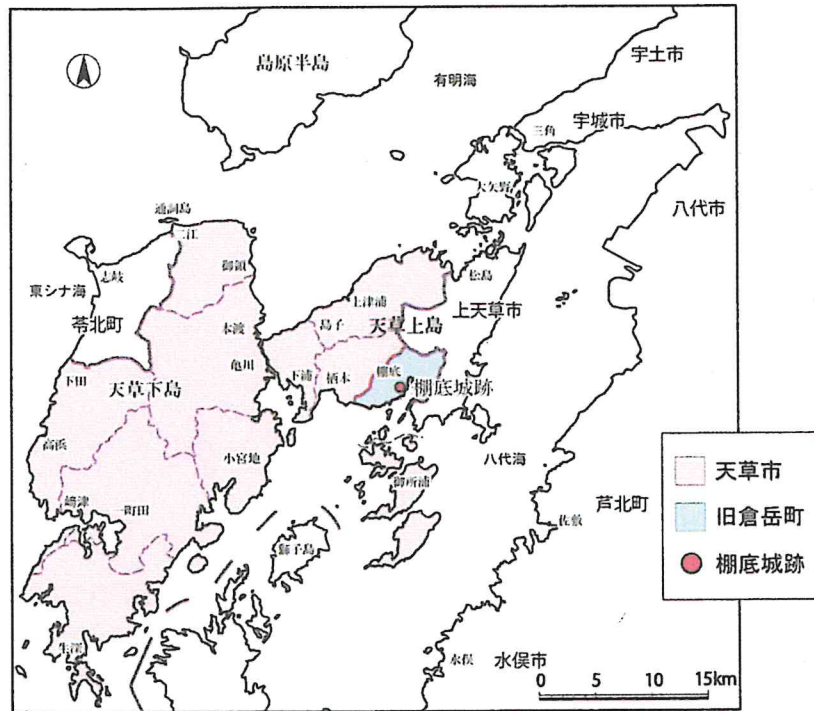 宇土市
島原半島
有明海
宇城市
三角
大矢野
八代市
通詞島
二江
御領
志岐
松島
東シナ海
上津浦
上天草市
苓北町
島子
天草上島
本渡
棚底
亀川
下浦
栖本
棚底城跡
下田
天草下島
高浜
小宮地
八代海
天草市
御所浦
芦北町
旧倉岳町
﨑津
一町田
佐敷
獅子島
棚底城跡
生深
水俣
水俣市
0 5 10 15km